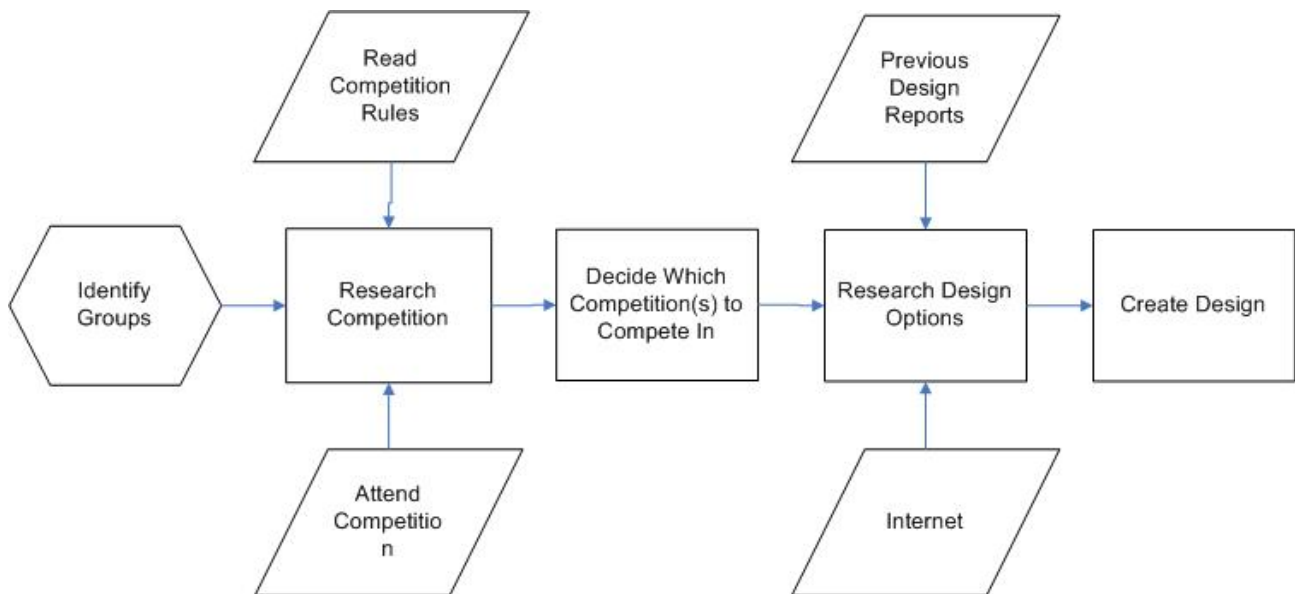 Read
Competition
Rules
Previous
Design
Reports
Identify
Groups
Research
Competition
Decide Which
Competition(s) to
Compete In
Research Design
Options
Create Design
Attend
Competitio
n
Internet